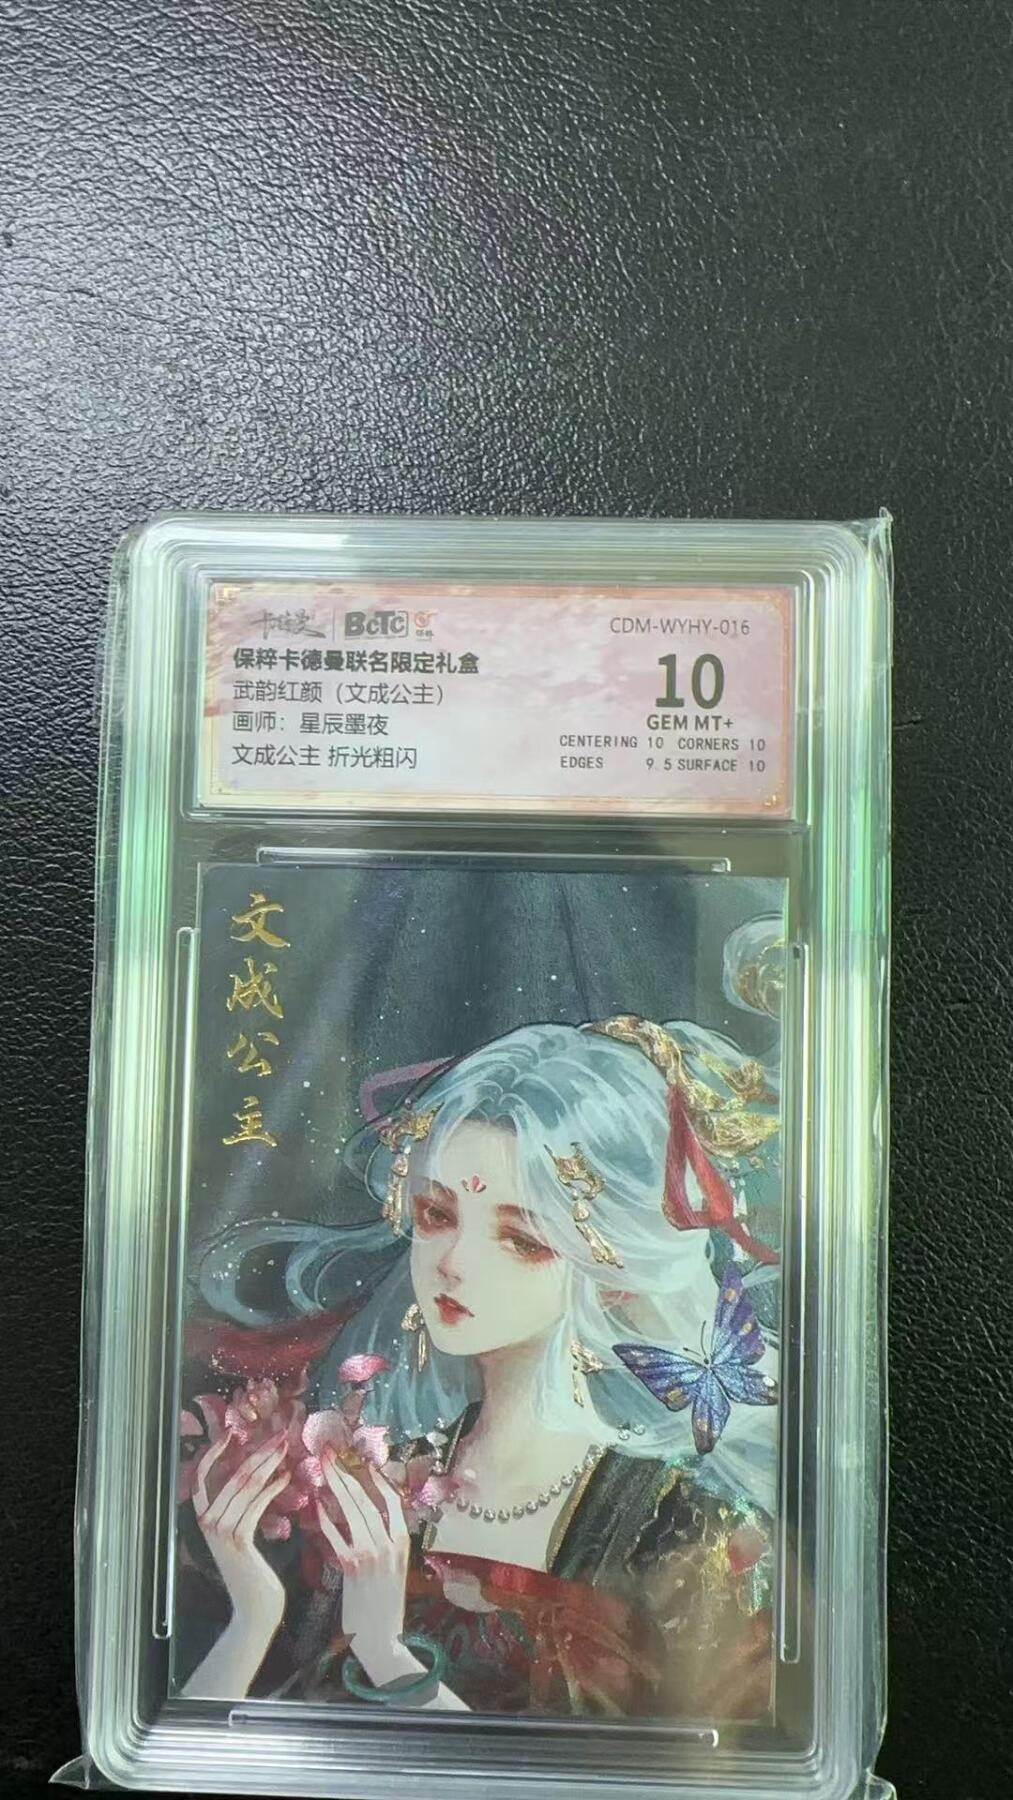 卡德曼 BCTC 保粹
CDM-WYHY-016
保粹卡德曼联名限定礼盒
武韵红颜（文成公主）
画师：星辰墨夜
文成公主 折光粗闪
10
GEM MT+
CENTERING 10 CORNERS 10
EDGES 9.5 SURFACE 10
文成公主